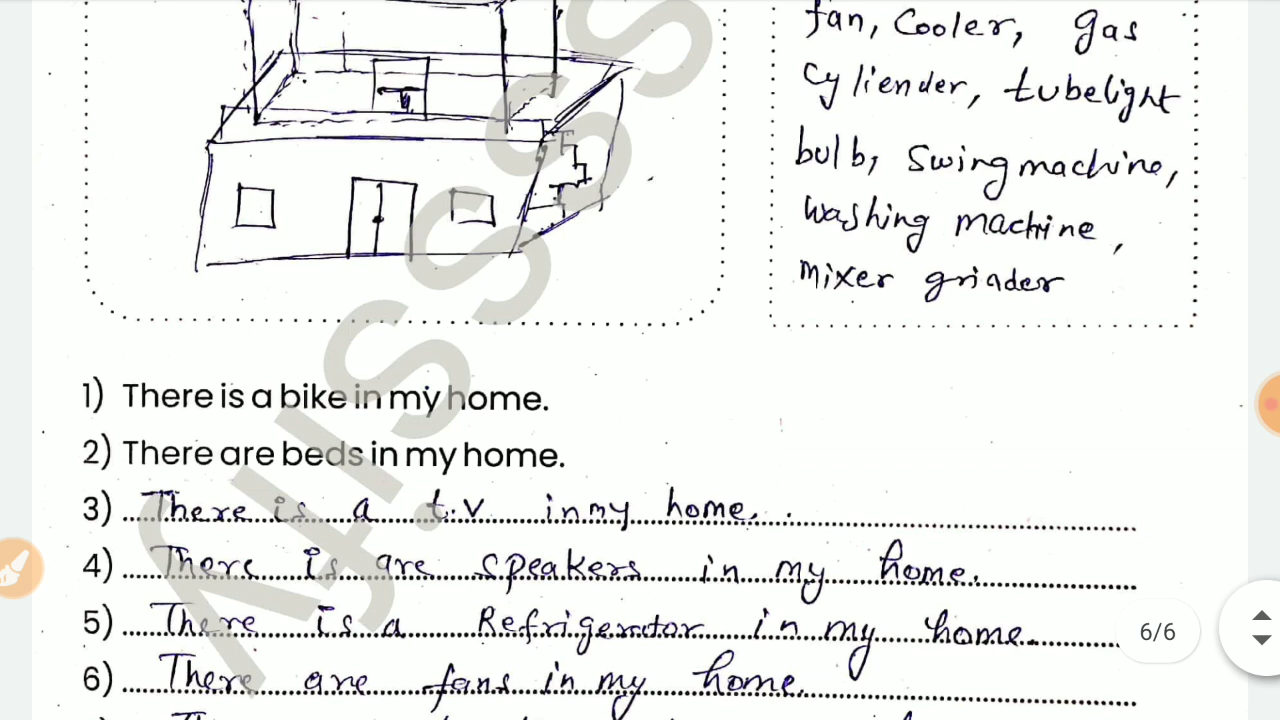 fan, Cooler, gas
Cyliender, tubelight
bulb, Swing machine,
Washing machine,
Mixer griader
1) There is a bike in my home.
2) There are beds in my home.
3) There is a t.v in my home.
4) There is are speakers in my home.
5) There is a Refrigerator in my home.
6/6
6) There are fans in my home.